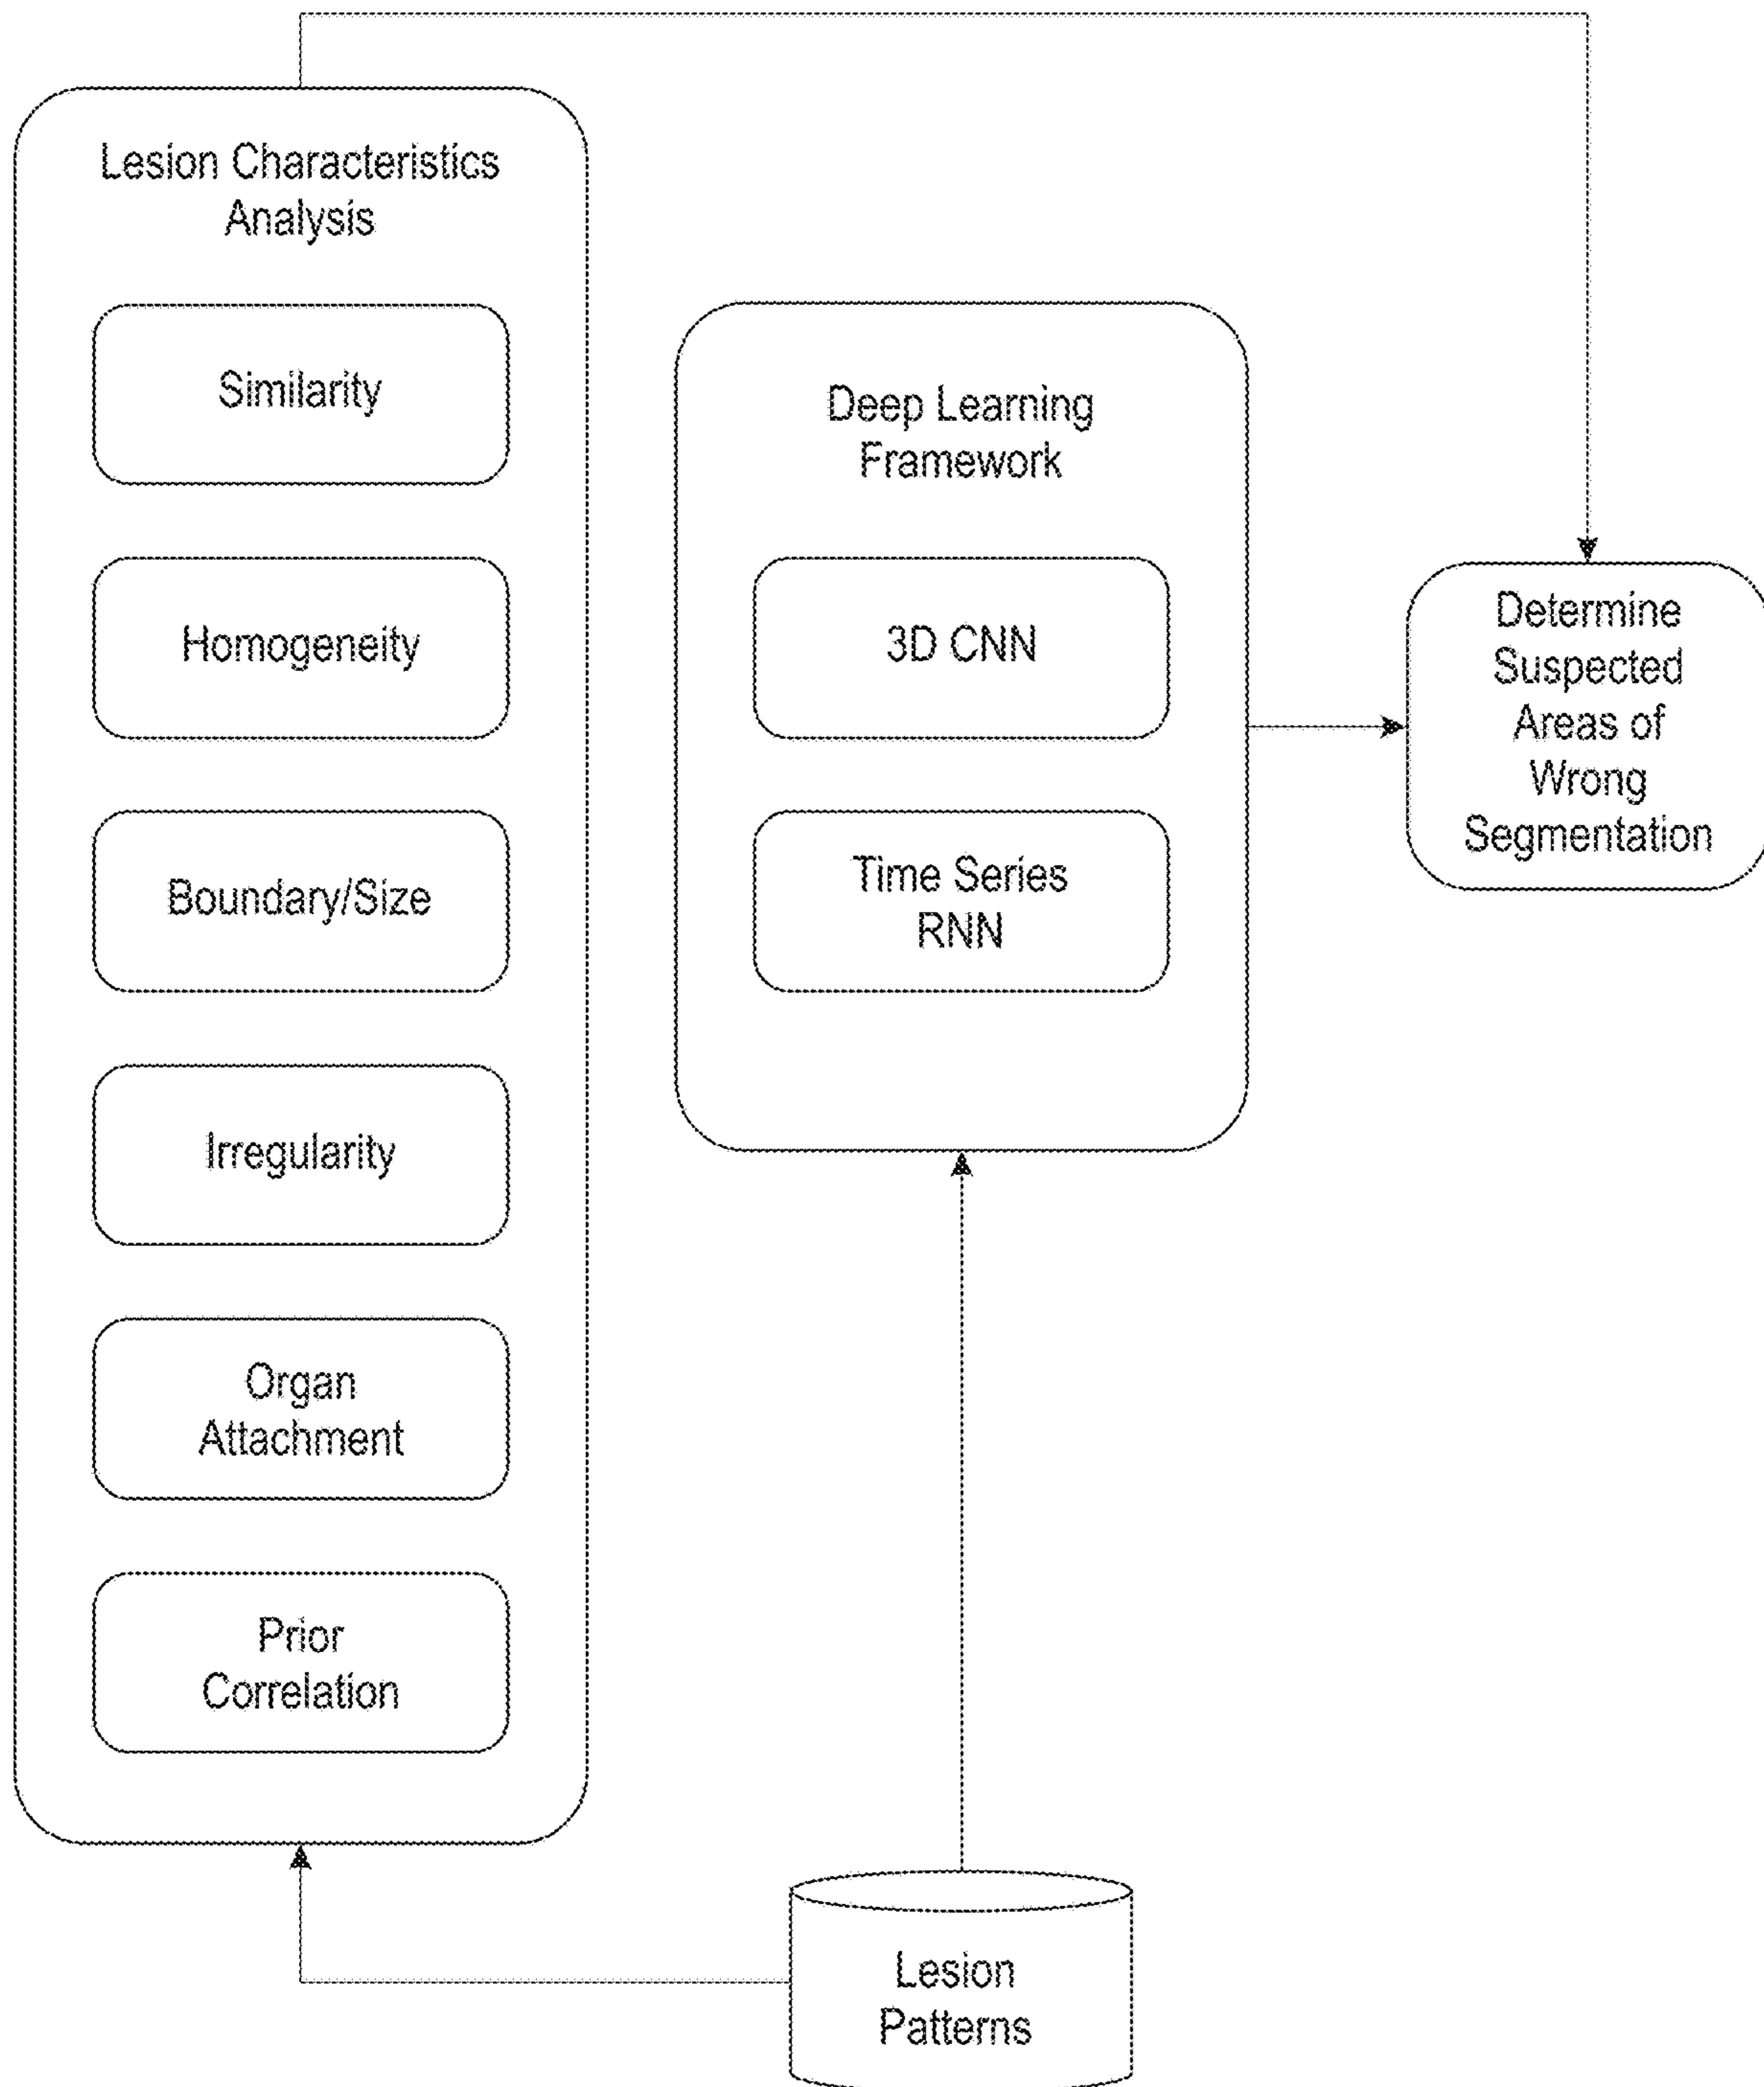 Lesion Characteristics
Analysis
Similarity
Homogeneity
Boundary/Size
Irregularity
Organ
Attachment
Prior
Correlation
Deep Learning
Framework
3D CNN
Time Series
RNN
Determine
Suspected
Areas of
Wrong
Segmentation
Lesion
Patterns